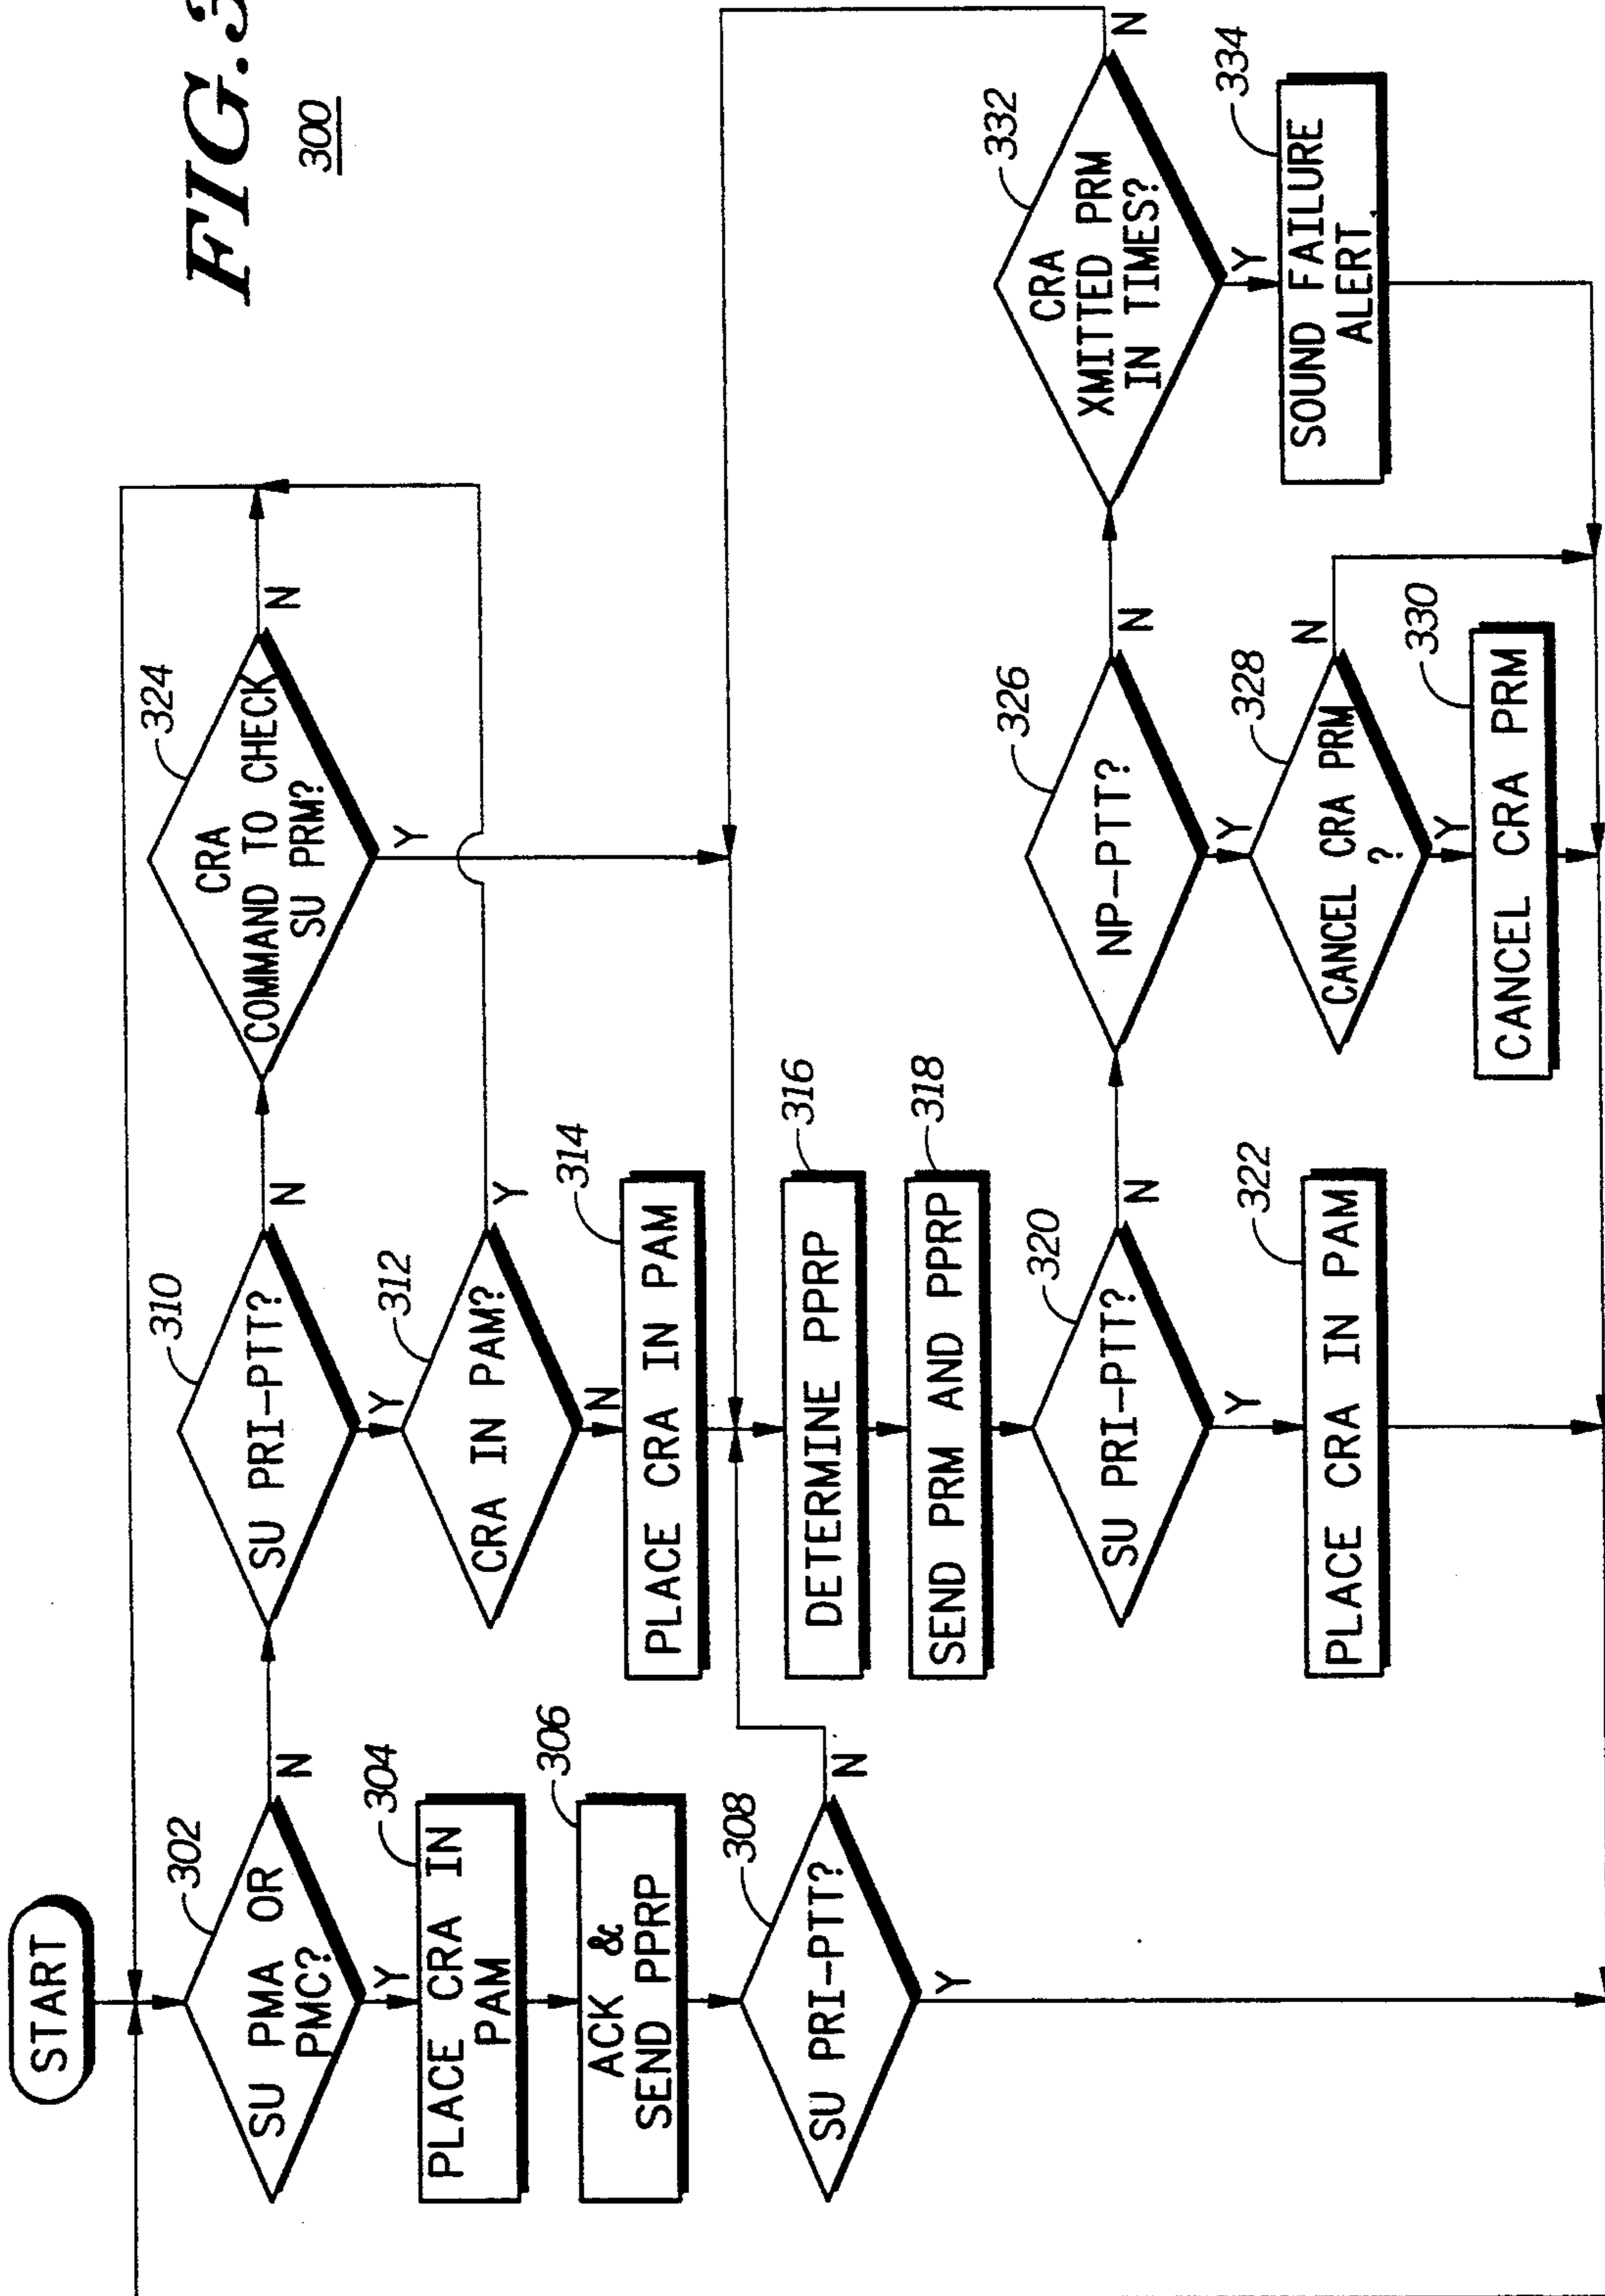 FIG. 3
300
START
302
SU PMA OR
PMC?
Y
N
304
PLACE CRA IN
PAM
306
ACK &
SEND PPRP
308
SU PRI-PTT?
Y
N
310
SU PRI-PTT?
Y
N
312
CRA IN PAM?
N
Y
314
PLACE CRA IN PAM
316
DETERMINE PPRP
318
SEND PRM AND PPRP
320
SU PRI-PTT?
Y
N
322
PLACE CRA IN PAM
324
CRA
COMMAND TO CHECK
SU PRM?
Y
N
326
NP-PTT?
Y
N
328
CANCEL CRA PRM
?
Y
N
330
CANCEL CRA PRM
332
CRA
XMITTED PRM
IN TIMES?
Y
N
334
SOUND FAILURE
ALERT.